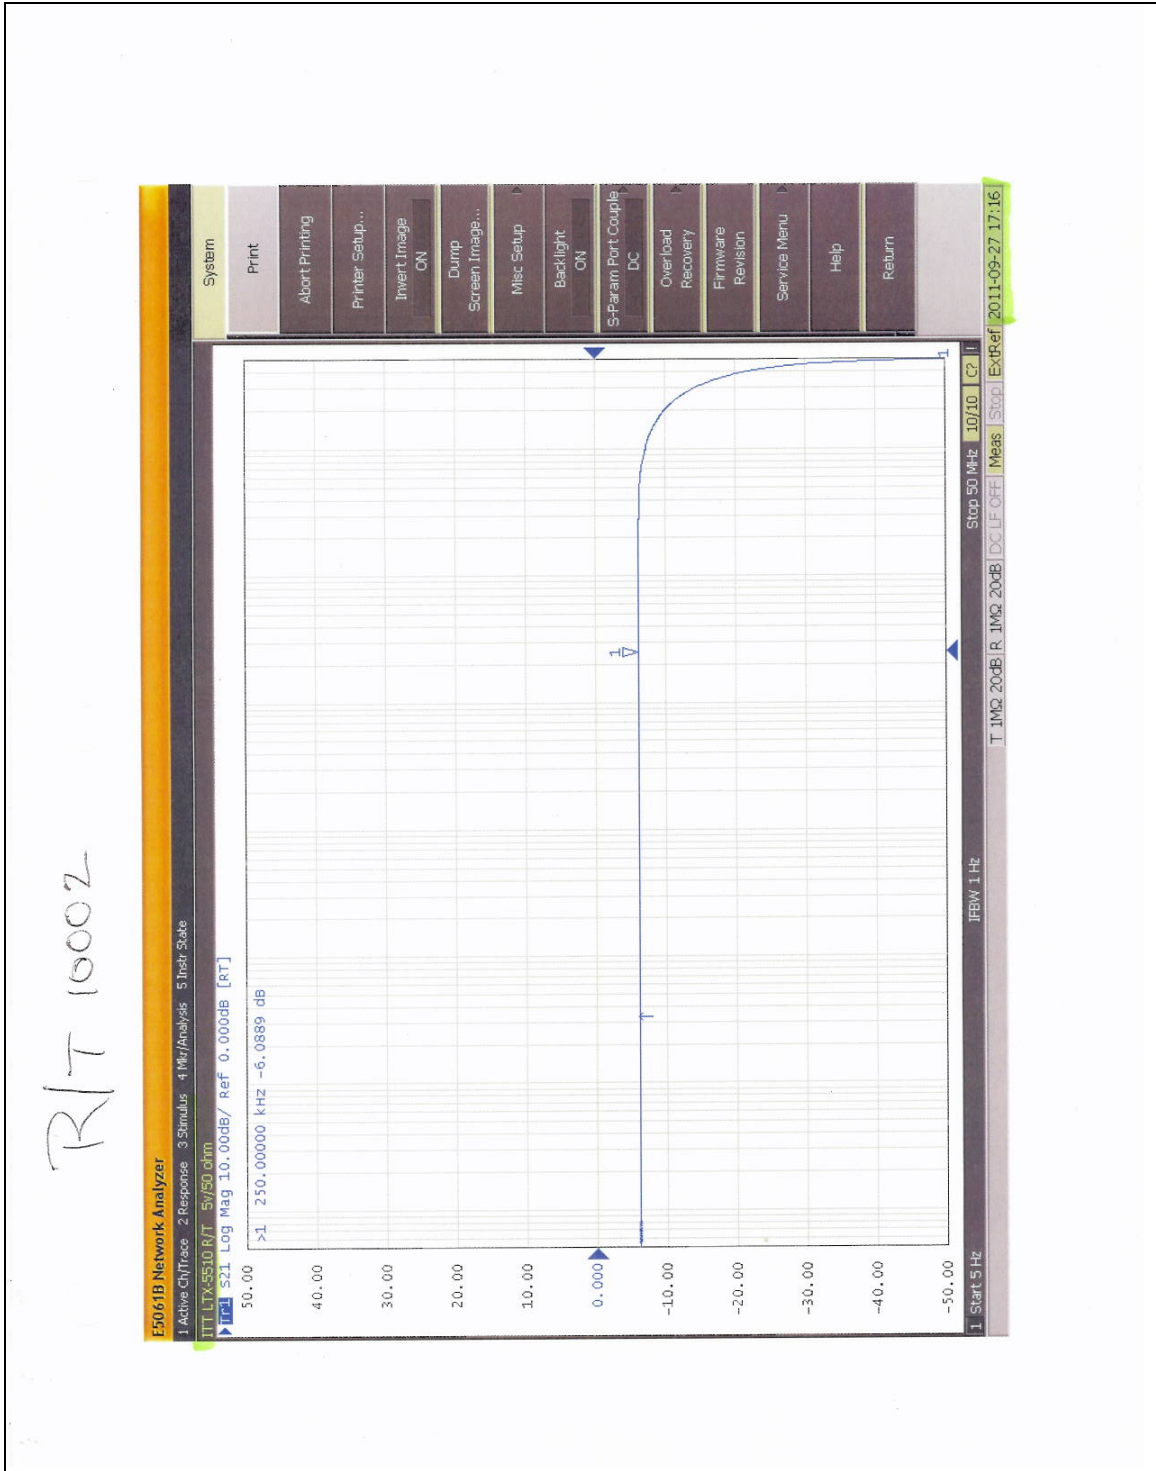 R/T 10002
E5061B Network Analyzer
1 Active Ch/Trace 2 Response 3 Stimulus 4 Mkr/Analysis 5 Instr State
ITT LTX-5510 R/T 5v/50 ohm
Tr1 S21 Log Mag 10.00dB/ Ref 0.000dB [RT]
>1 250.00000 kHz -6.0889 dB
50.00
40.00
30.00
20.00
10.00
0.000
-10.00
-20.00
-30.00
-40.00
-50.00
1
1
1 Start 5 Hz IFBW 1 Hz Stop 50 MHz 10/10 C? !
T 1MΩ 20dB R 1MΩ 20dB DC LF OFF Meas Stop ExtRef 2011-09-27 17:16
System
Print
Abort Printing
Printer Setup...
Invert Image
ON
Dump
Screen Image...
Misc Setup
Backlight
ON
S-Param Port Couple
DC
Overload
Recovery
Firmware
Revision
Service Menu
Help
Return